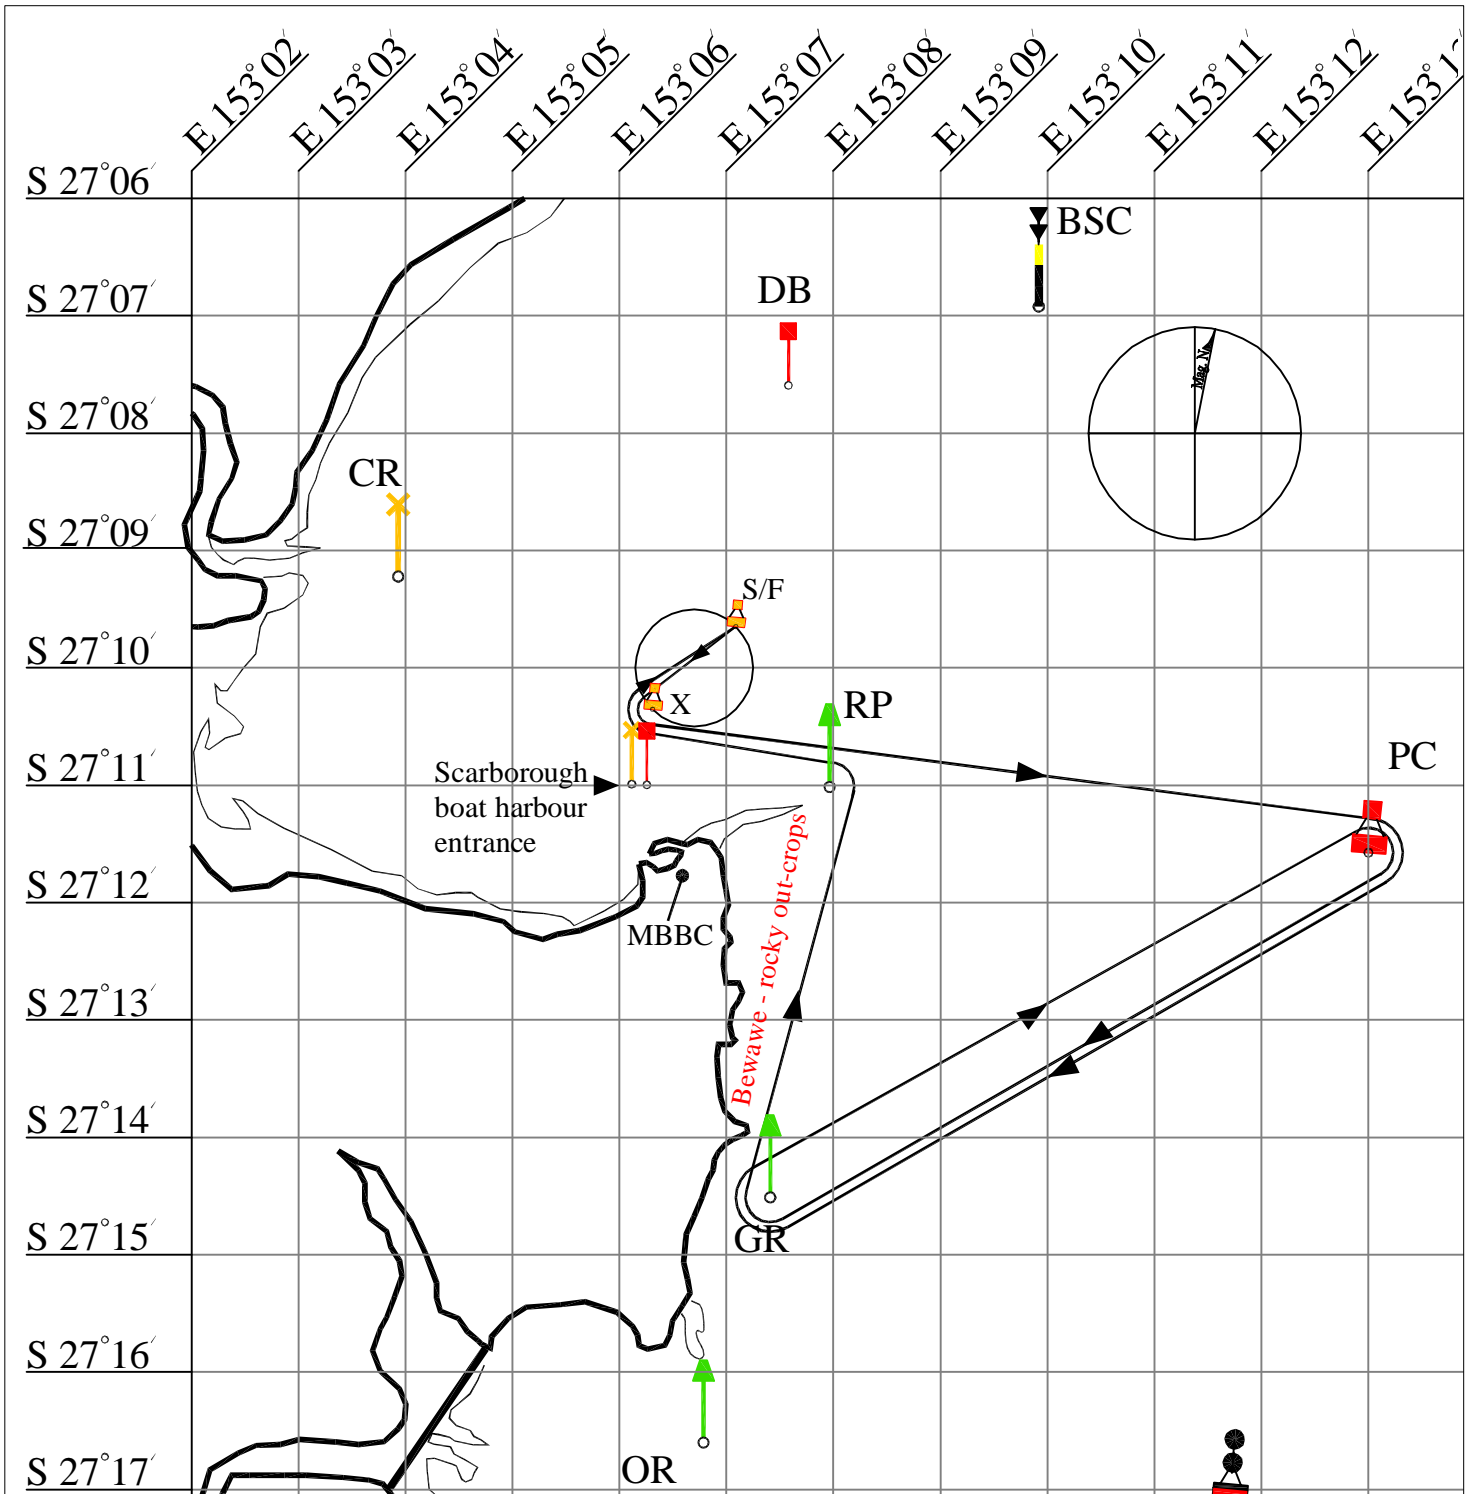 E 153°02′
E 153°03′
E 153°04′
E 153°05′
E 153°06′
E 153°07′
E 153°08′
E 153°09′
E 153°10′
E 153°11′
E 153°12′
S 27°06′
BSC
DB
S 27°07′
Mag. N
S 27°08′
CR
S 27°09′
S/F
S 27°10′
X
RP
PC
S 27°11′
Scarborough
boat harbour
entrance
Bewawe - rocky out-crops
S 27°12′
MBBC
S 27°13′
S 27°14′
S 27°15′
GR
S 27°16′
S 27°17′
OR